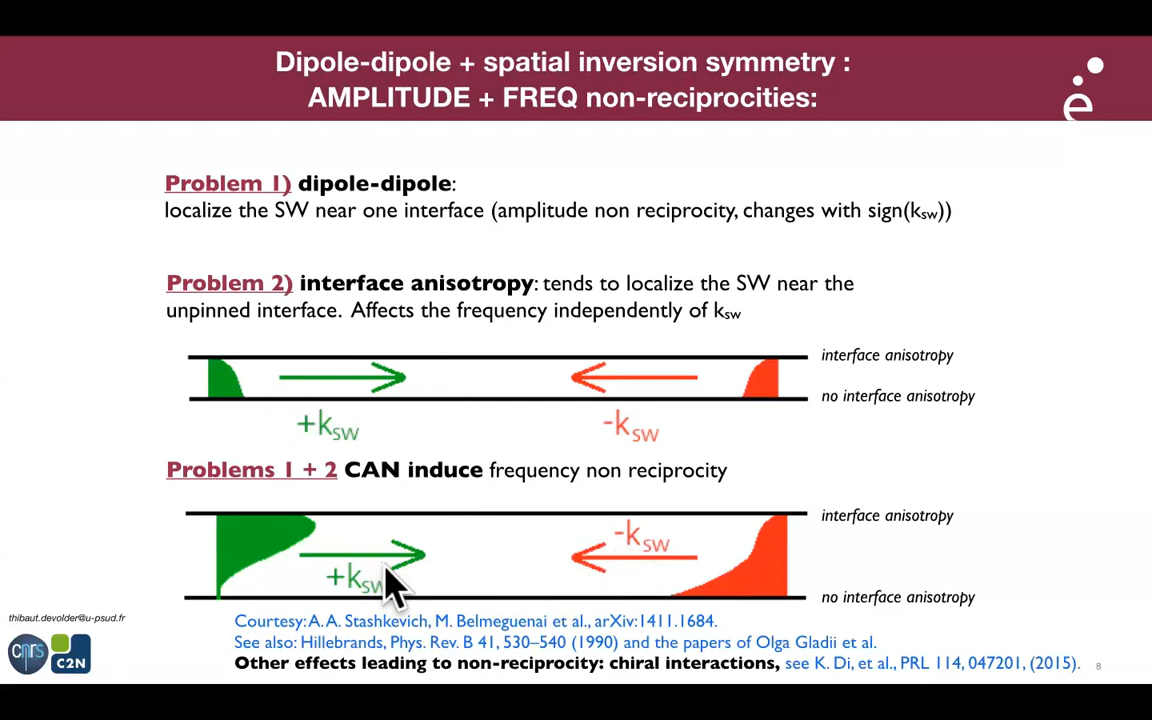 Dipole-dipole + spatial inversion symmetry :
AMPLITUDE + FREQ non-reciprocities:
e
Problem 1) dipole-dipole:
localize the SW near one interface (amplitude non reciprocity, changes with sign(ksw))
Problem 2) interface anisotropy: tends to localize the SW near the
unpinned interface. Affects the frequency independently of ksw
interface anisotropy
no interface anisotropy
+kSW
-kSW
Problems 1 + 2 CAN induce frequency non reciprocity
interface anisotropy
-kSW
+kSW
no interface anisotropy
thibaut.devolder@u-psud.fr
Courtesy: A. A. Stashkevich, M. Belmeguenai et al., arXiv:1411.1684.
See also: Hillebrands, Phys. Rev. B 41, 530–540 (1990) and the papers of Olga Gladii et al.
Other effects leading to non-reciprocity: chiral interactions, see K. Di, et al., PRL 114, 047201, (2015).
cnrs
C2N
8